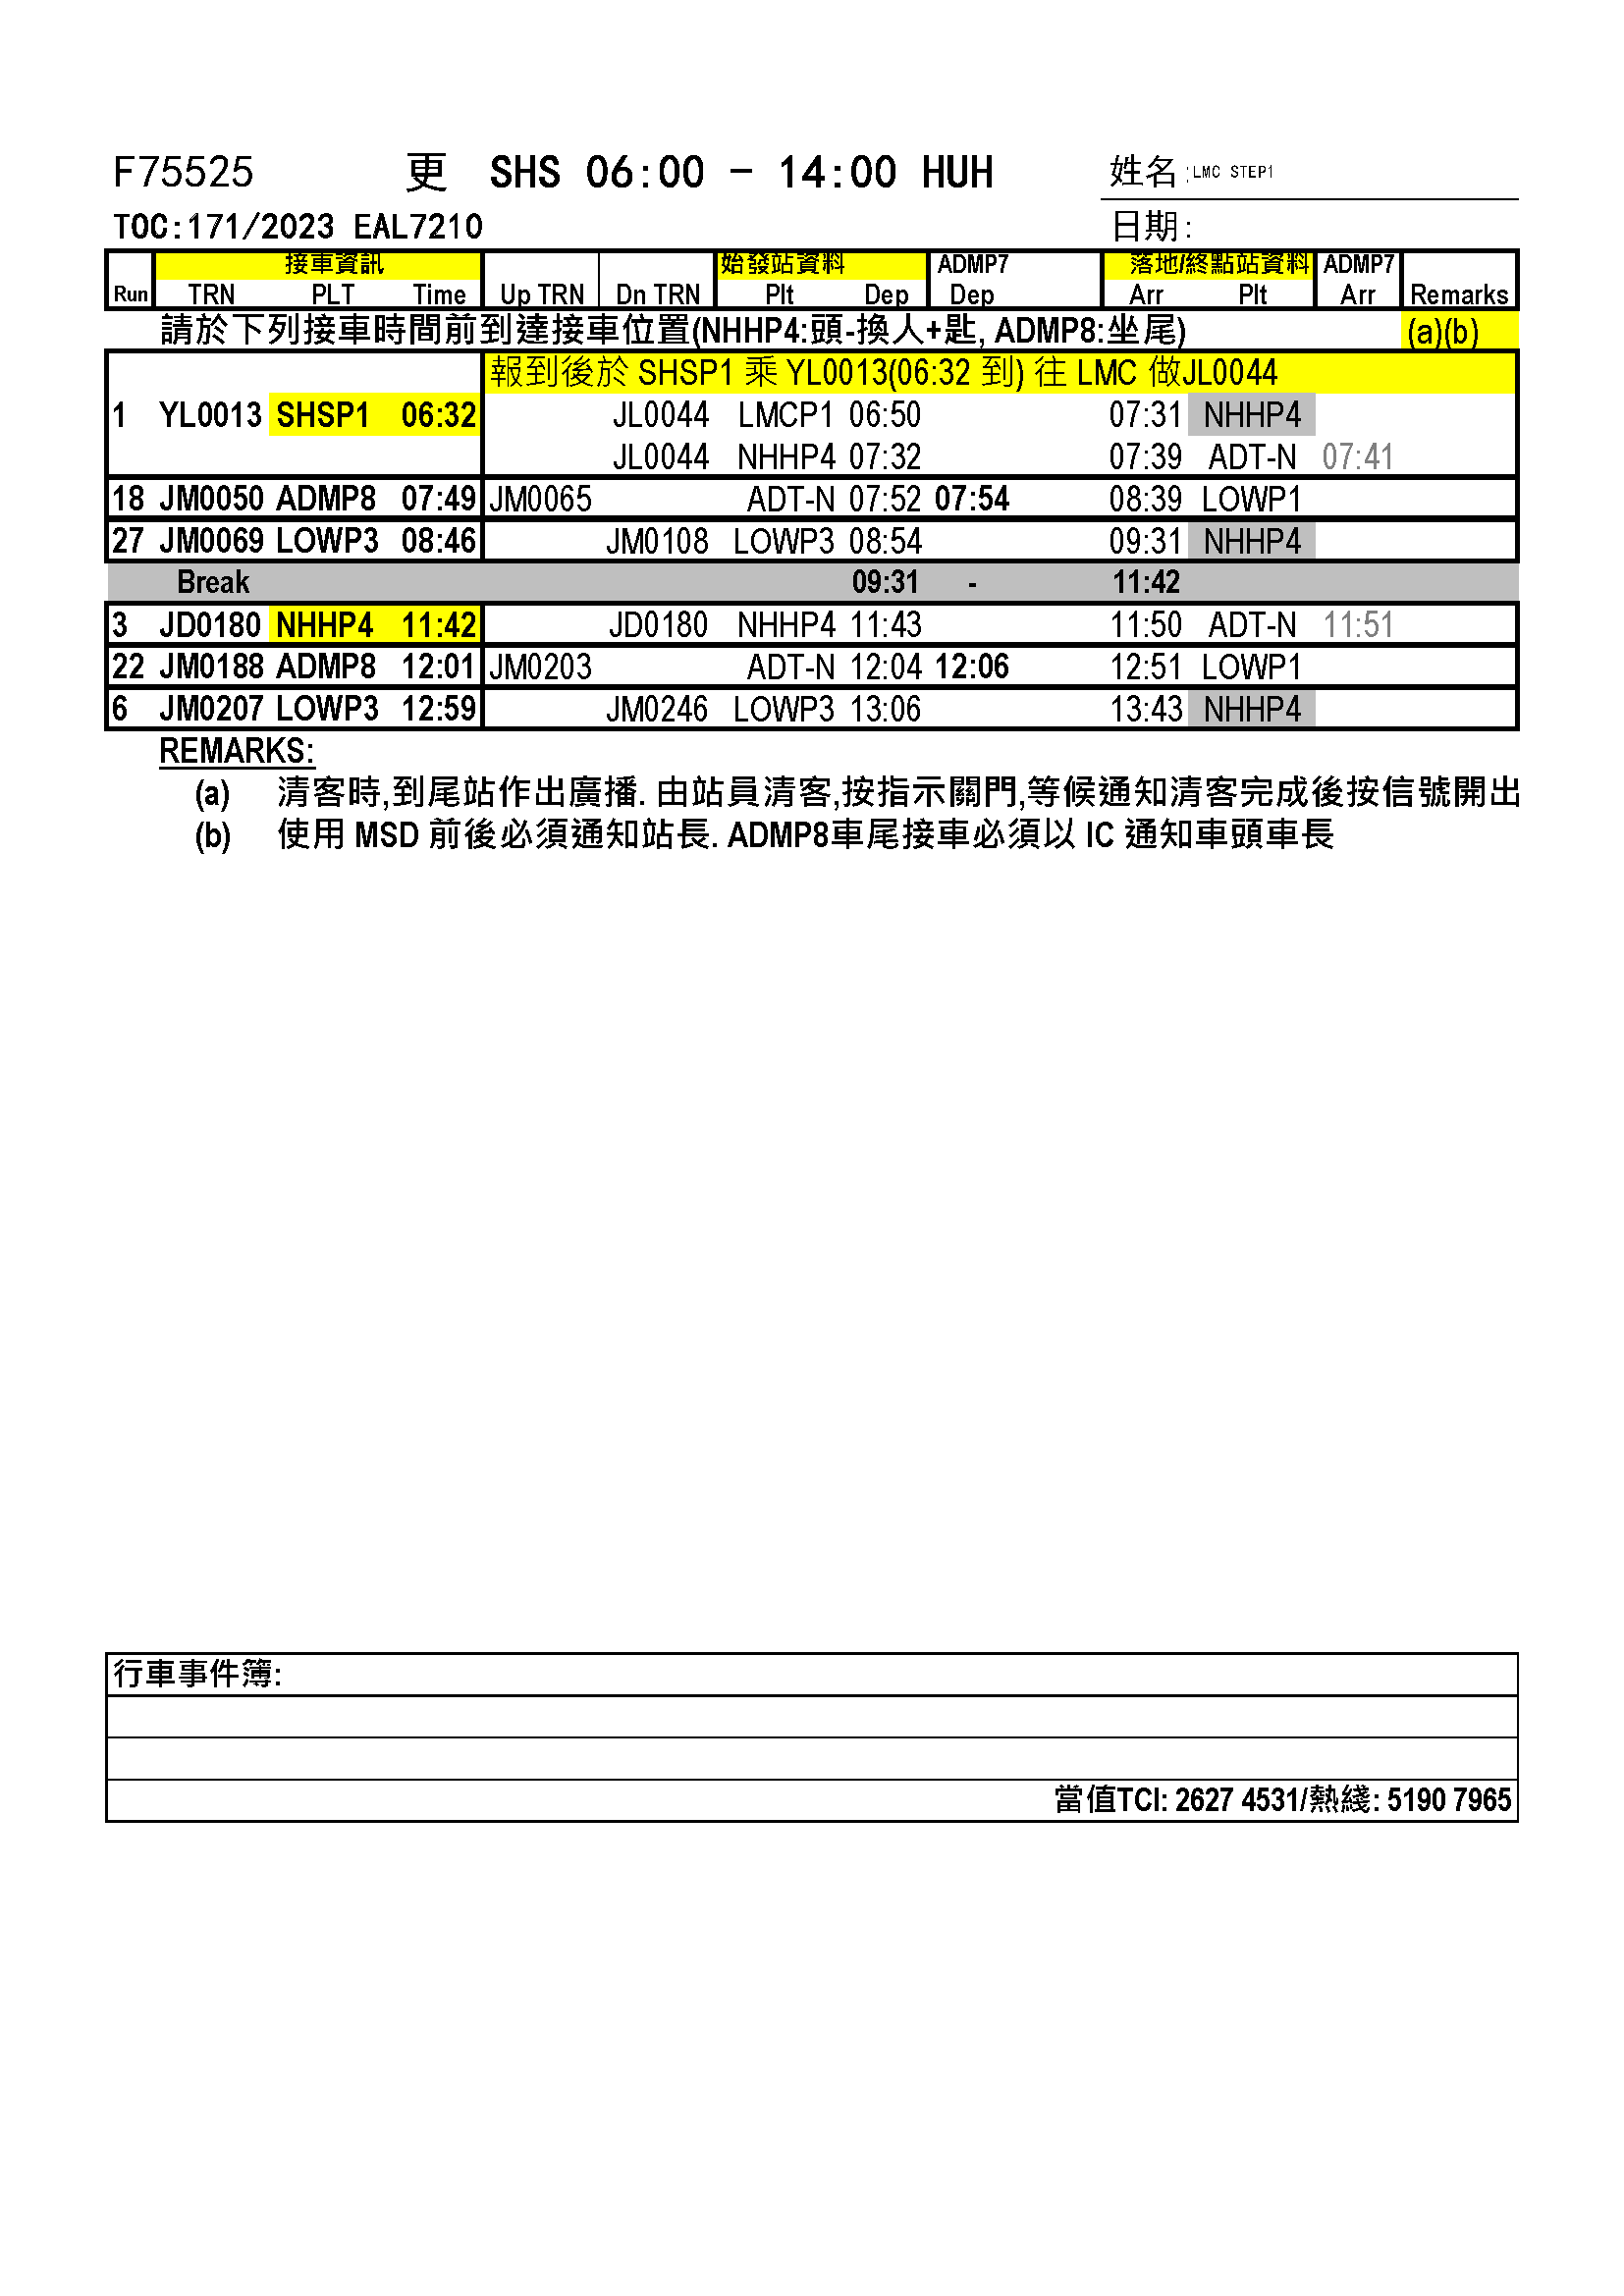 F75525 更 SHS 06:00 - 14:00 HUH 姓名:LMC STEP1
TOC:171/2023 EAL7210 日期:
接車資訊 始發站資料 ADMP7 落地/終點站資料 ADMP7
Run TRN PLT Time Up TRN Dn TRN Plt Dep Dep Arr Plt Arr Remarks
請於下列接車時間前到達接車位置(NHHP4:頭-換人+匙, ADMP8:坐尾) (a)(b)
報到後於 SHSP1 乘 YL0013(06:32 到) 往 LMC 做JL0044
1 YL0013 SHSP1 06:32 JL0044 LMCP1 06:50 07:31 NHHP4
JL0044 NHHP4 07:32 07:39 ADT-N 07:41
18 JM0050 ADMP8 07:49 JM0065 ADT-N 07:52 07:54 08:39 LOWP1
27 JM0069 LOWP3 08:46 JM0108 LOWP3 08:54 09:31 NHHP4
Break 09:31 - 11:42
3 JD0180 NHHP4 11:42 JD0180 NHHP4 11:43 11:50 ADT-N 11:51
22 JM0188 ADMP8 12:01 JM0203 ADT-N 12:04 12:06 12:51 LOWP1
6 JM0207 LOWP3 12:59 JM0246 LOWP3 13:06 13:43 NHHP4
REMARKS:
(a) 清客時,到尾站作出廣播. 由站員清客,按指示關門,等候通知清客完成後按信號開出
(b) 使用 MSD 前後必須通知站長. ADMP8車尾接車必須以 IC 通知車頭車長
行車事件簿:
當值TCI: 2627 4531/熱綫: 5190 7965